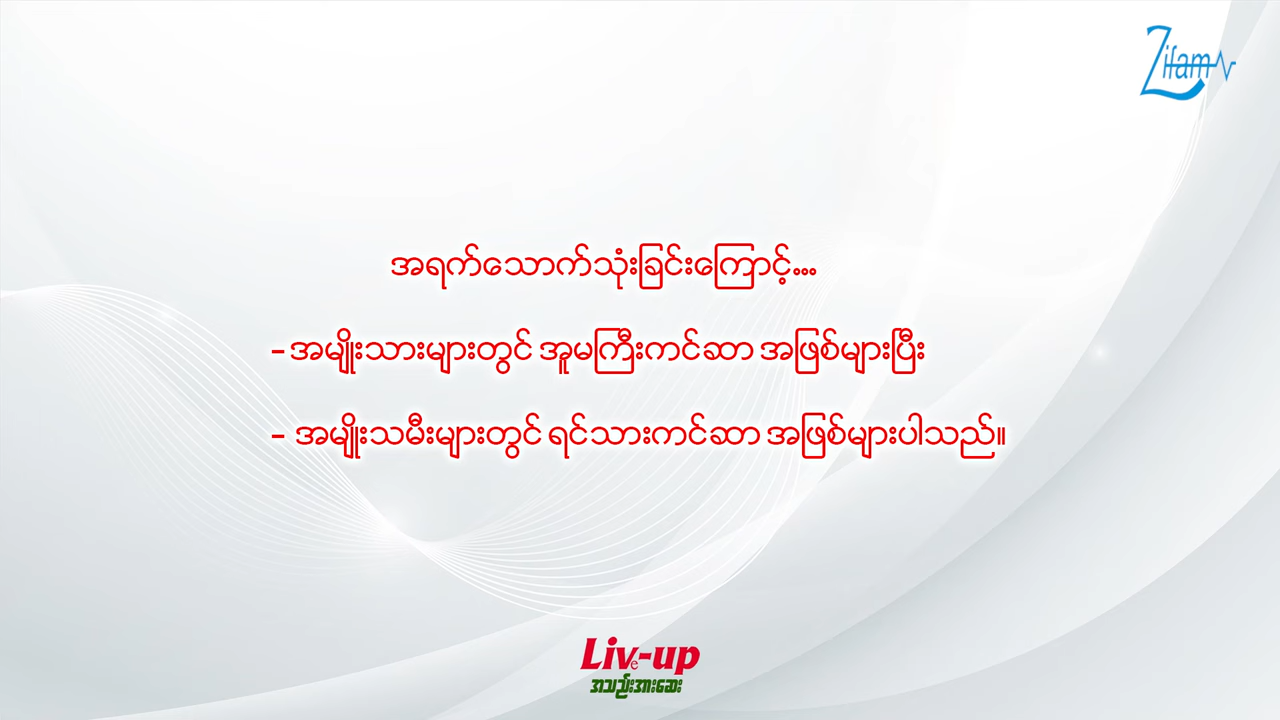 Zifam
အရက်သောက်သုံးခြင်းကြောင့်...
- အမျိုးသားများတွင် အူမကြီးကင်ဆာ အဖြစ်များပြီး
- အမျိုးသမီးများတွင် ရင်သားကင်ဆာ အဖြစ်များပါသည်။
Live-up
အသည်းအားဆေး